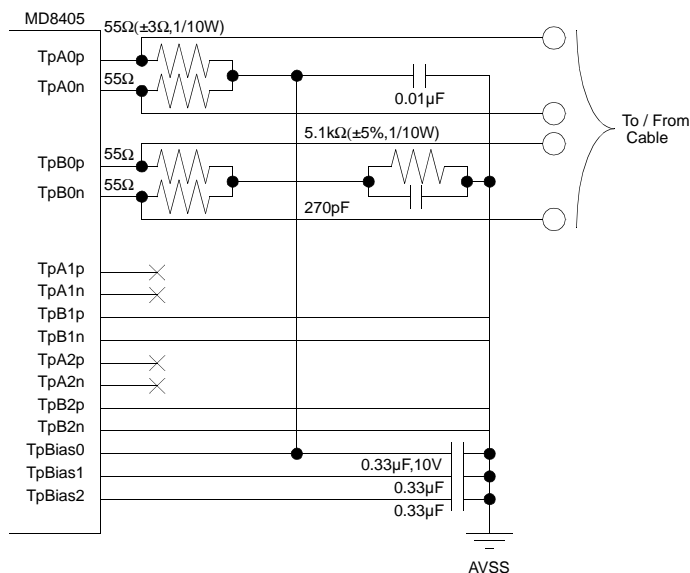 MD8405
55Ω(±3Ω,1/10W)
TpA0p
55Ω
TpA0n
0.01µF
To / From
Cable
5.1kΩ(±5%,1/10W)
55Ω
TpB0p
55Ω
TpB0n
270pF
TpA1p
TpA1n
TpB1p
TpB1n
TpA2p
TpA2n
TpB2p
TpB2n
TpBias0
0.33µF,10V
TpBias1
0.33µF
TpBias2
0.33µF
AVSS